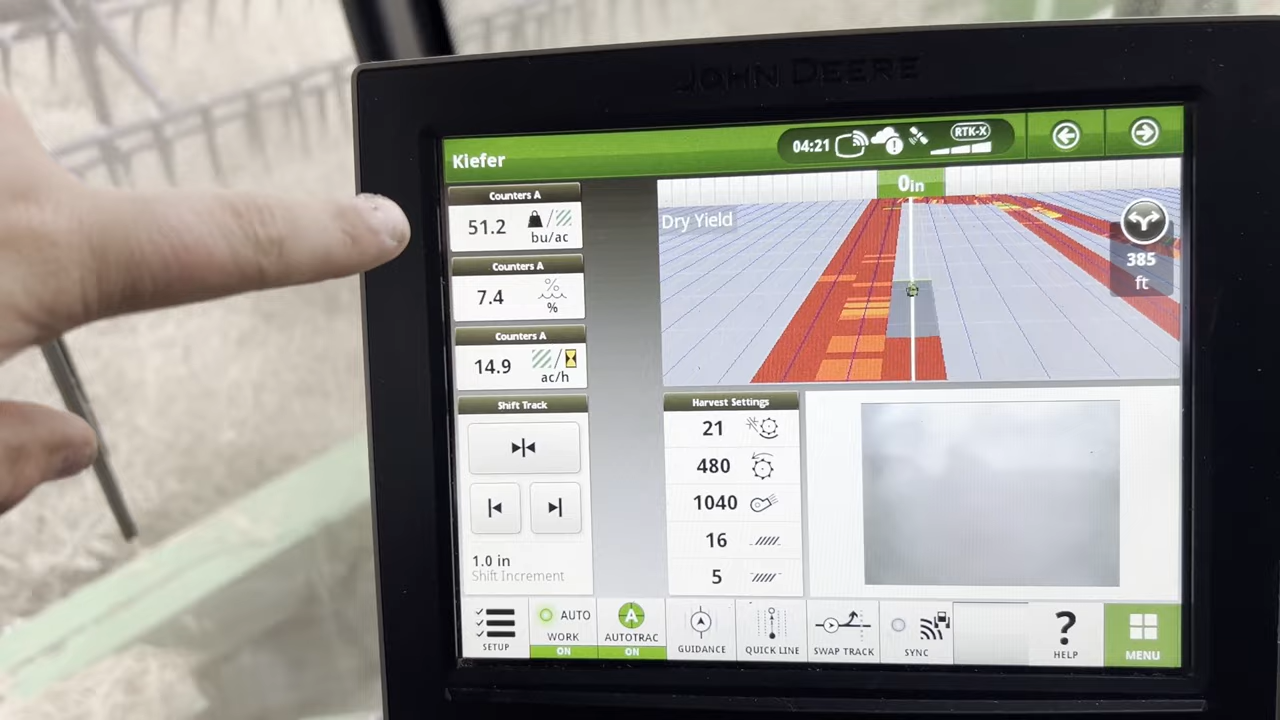 JOHN DEERE
Kiefer
04:21
RTK-X
Counters A
51.2
bu/ac
Counters A
7.4
%
%
Counters A
14.9
ac/h
Shift Track
1.0 in
Shift Increment
0in
Dry Yield
385
ft
Harvest Settings
21
480
1040
16
5
SETUP
AUTO
WORK
ON
A
AUTOTRAC
ON
GUIDANCE
QUICK LINE
SWAP TRACK
SYNC
?
HELP
MENU